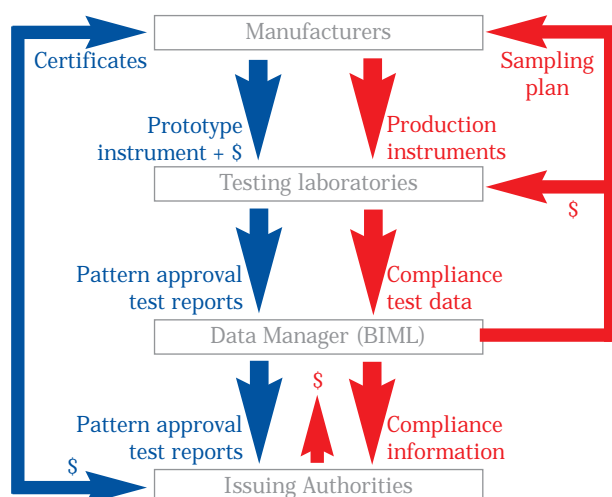 Manufacturers
$
Certificates
Sampling
plan
Prototype
instrument + $
Production
instruments
Testing laboratories
$
Pattern approval
test reports
Compliance
test data
Data Manager (BIML)
$
Pattern approval
test reports
Compliance
information
$
Issuing Authorities